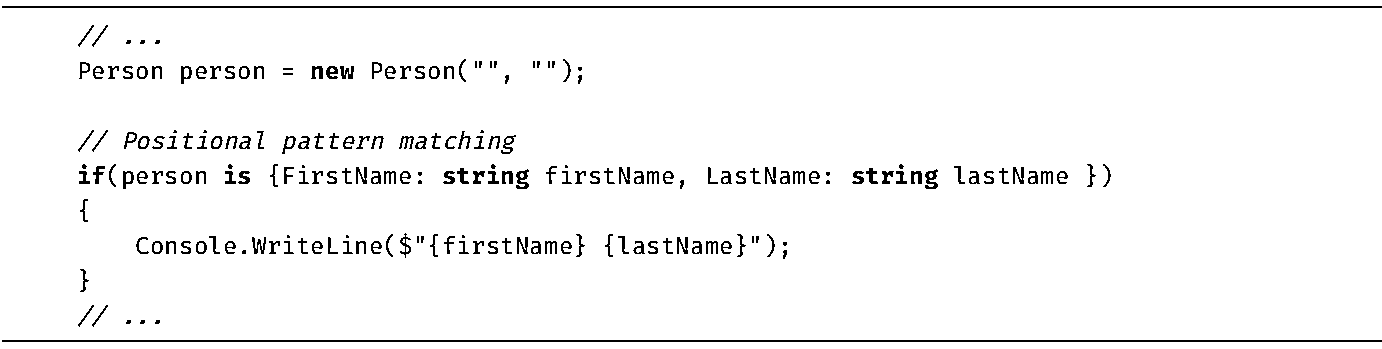 // ...
Person person = new Person("", "");
// Positional pattern matching
if(person is {FirstName: string firstName, LastName: string lastName })
{
    Console.WriteLine($"{firstName} {lastName}");
}
// ...